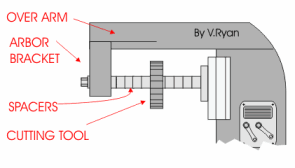 OVER ARM
By V.Ryan
ARBOR
BRACKET
SPACERS
CUTTING TOOL